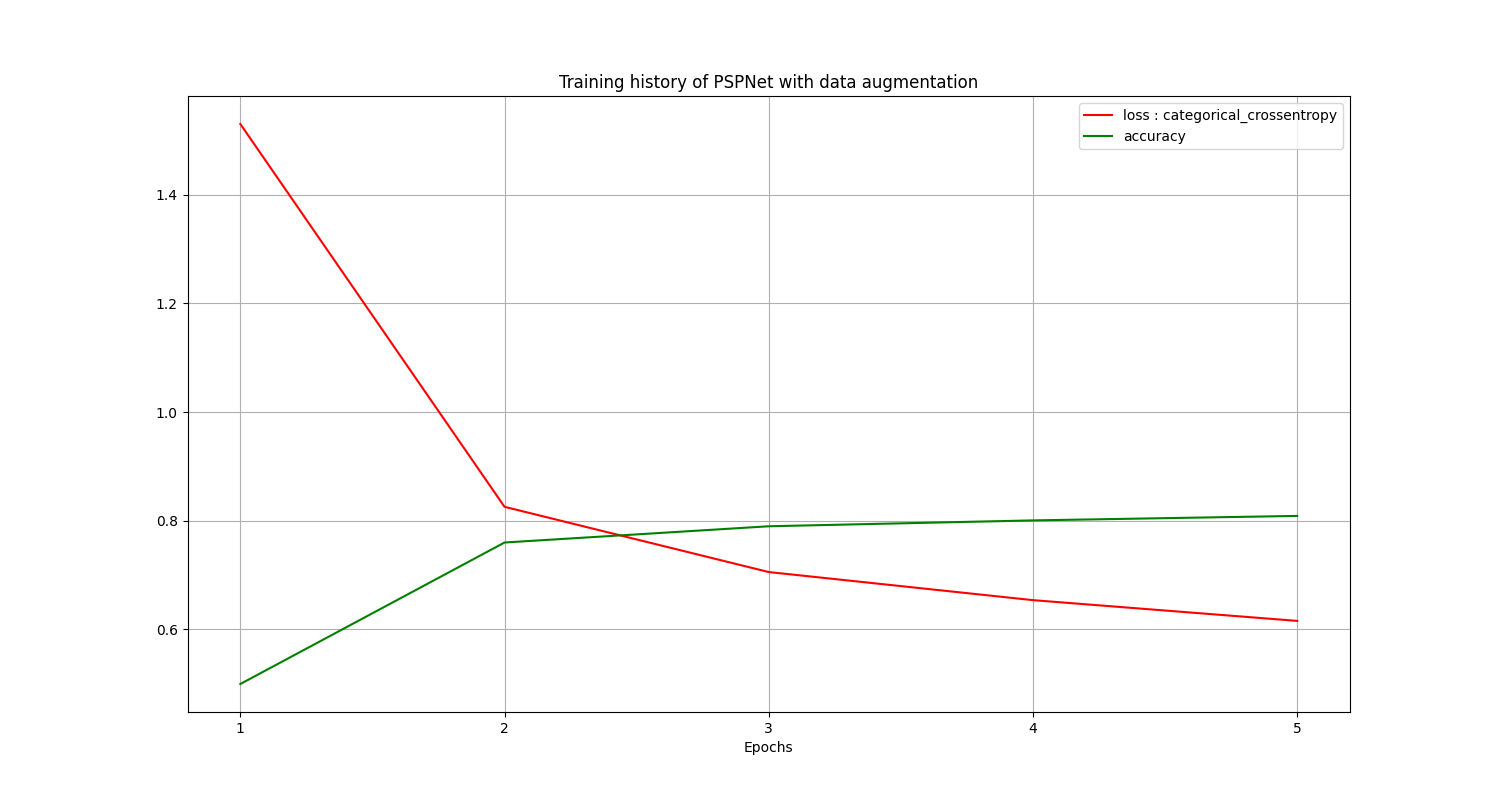 Training history of PSPNet with data augmentation
loss : categorical_crossentropy
accuracy
1.4
1.2
1.0
0.8
0.6
1 2 3 4 5
Epochs